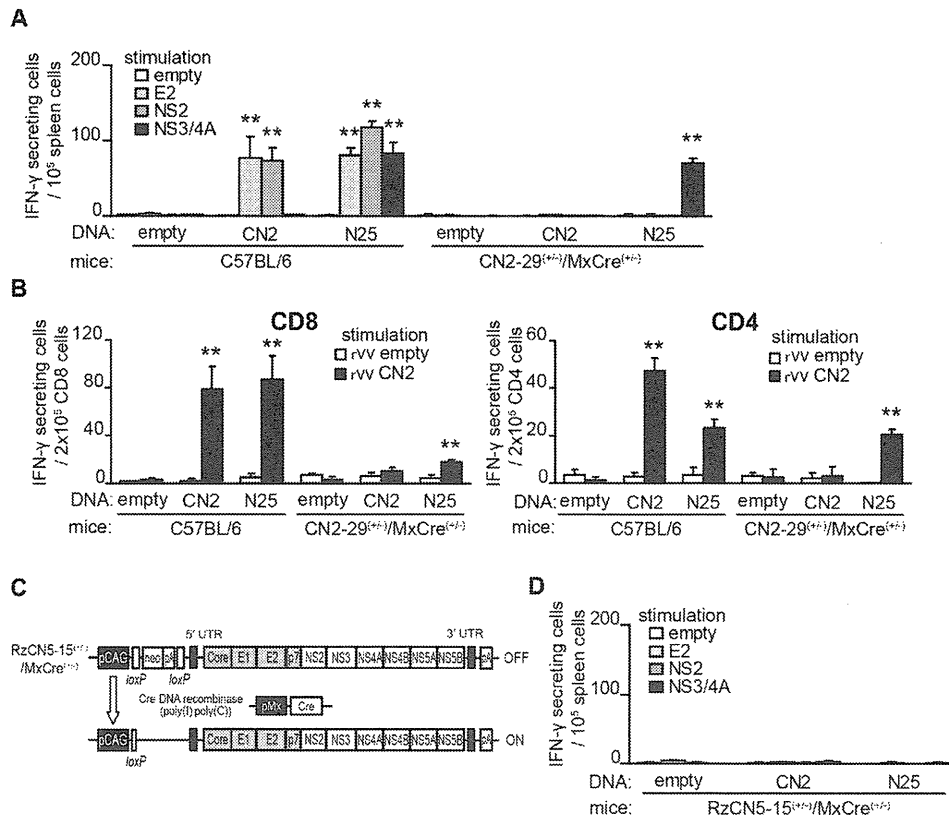 A
200
100
0
IFN-γ secreting cells
/ 10⁵ spleen cells
stimulation
empty
E2
NS2
NS3/4A
** ** ** ** ** **
DNA: empty CN2 N25 empty CN2 N25
mice: C57BL/6 CN2-29(+/-)/MxCre(+/-)
B
CD8
120
80
40
0
IFN-γ secreting cells
/ 2x10⁵ CD8 cells
stimulation
rVV empty
rVV CN2
** ** **
DNA: empty CN2 N25 empty CN2 N25
mice: C57BL/6 CN2-29(+/-)/MxCre(+/-)
CD4
60
40
20
0
IFN-γ secreting cells
/ 2x10⁵ CD4 cells
stimulation
rVV empty
rVV CN2
** ** **
DNA: empty CN2 N25 empty CN2 N25
mice: C57BL/6 CN2-29(+/-)/MxCre(+/-)
C
5' UTR 3' UTR
RzCN5-15(+/-)
/MxCre(+/-)
pCAG neo pA Core E1 E2 p7 NS2 NS3 NS4A NS4B NS5A NS5B pA OFF
loxP loxP
Cre DNA recombinase
(poly(I):poly(C))
pMx Cre
pCAG Core E1 E2 p7 NS2 NS3 NS4A NS4B NS5A NS5B pA ON
loxP
D
200
100
0
IFN-γ secreting cells
/ 10⁵ spleen cells
stimulation
empty
E2
NS2
NS3/4A
DNA: empty CN2 N25
mice: RzCN5-15(+/-)/MxCre(+/-)